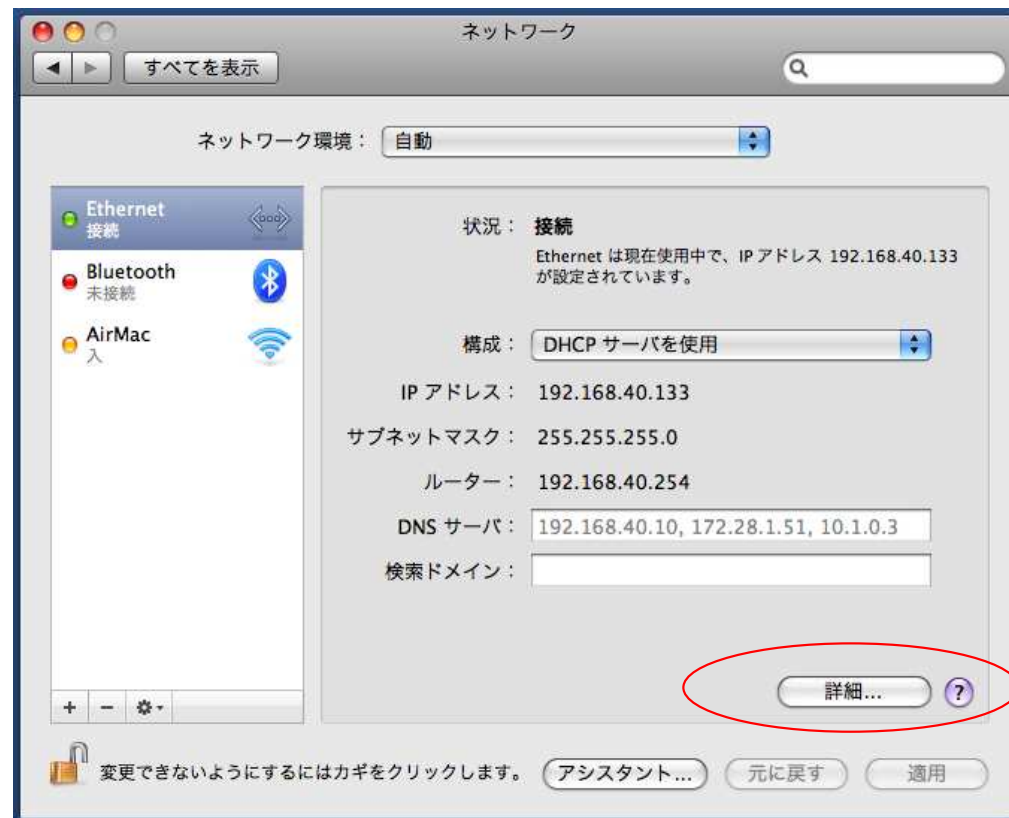 ネットワーク
すべてを表示
ネットワーク環境： 自動
Ethernet
接続
Bluetooth
未接続
AirMac
入
状況： 接続
Ethernet は現在使用中で、IP アドレス 192.168.40.133
が設定されています。
構成： DHCP サーバを使用
IP アドレス： 192.168.40.133
サブネットマスク： 255.255.255.0
ルーター： 192.168.40.254
DNS サーバ： 192.168.40.10, 172.28.1.51, 10.1.0.3
検索ドメイン：
詳細... ?
変更できないようにするにはカギをクリックします。 アシスタント... 元に戻す 適用